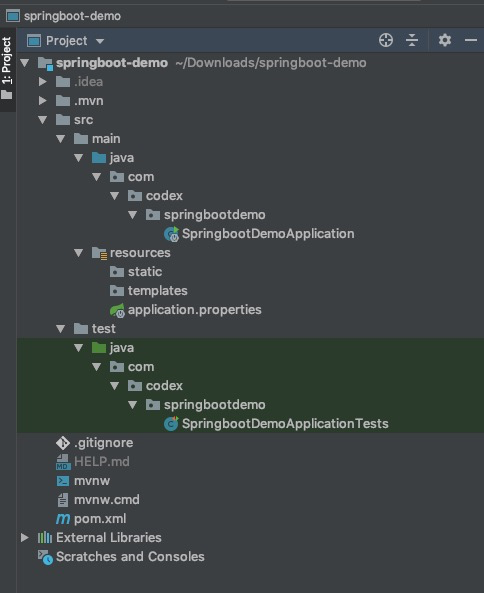 springboot-demo
1: Project
Project
springboot-demo ~/Downloads/springboot-demo
.idea
.mvn
src
main
java
com
codex
springbootdemo
SpringbootDemoApplication
resources
static
templates
application.properties
test
java
com
codex
springbootdemo
SpringbootDemoApplicationTests
.gitignore
HELP.md
mvnw
mvnw.cmd
pom.xml
External Libraries
Scratches and Consoles